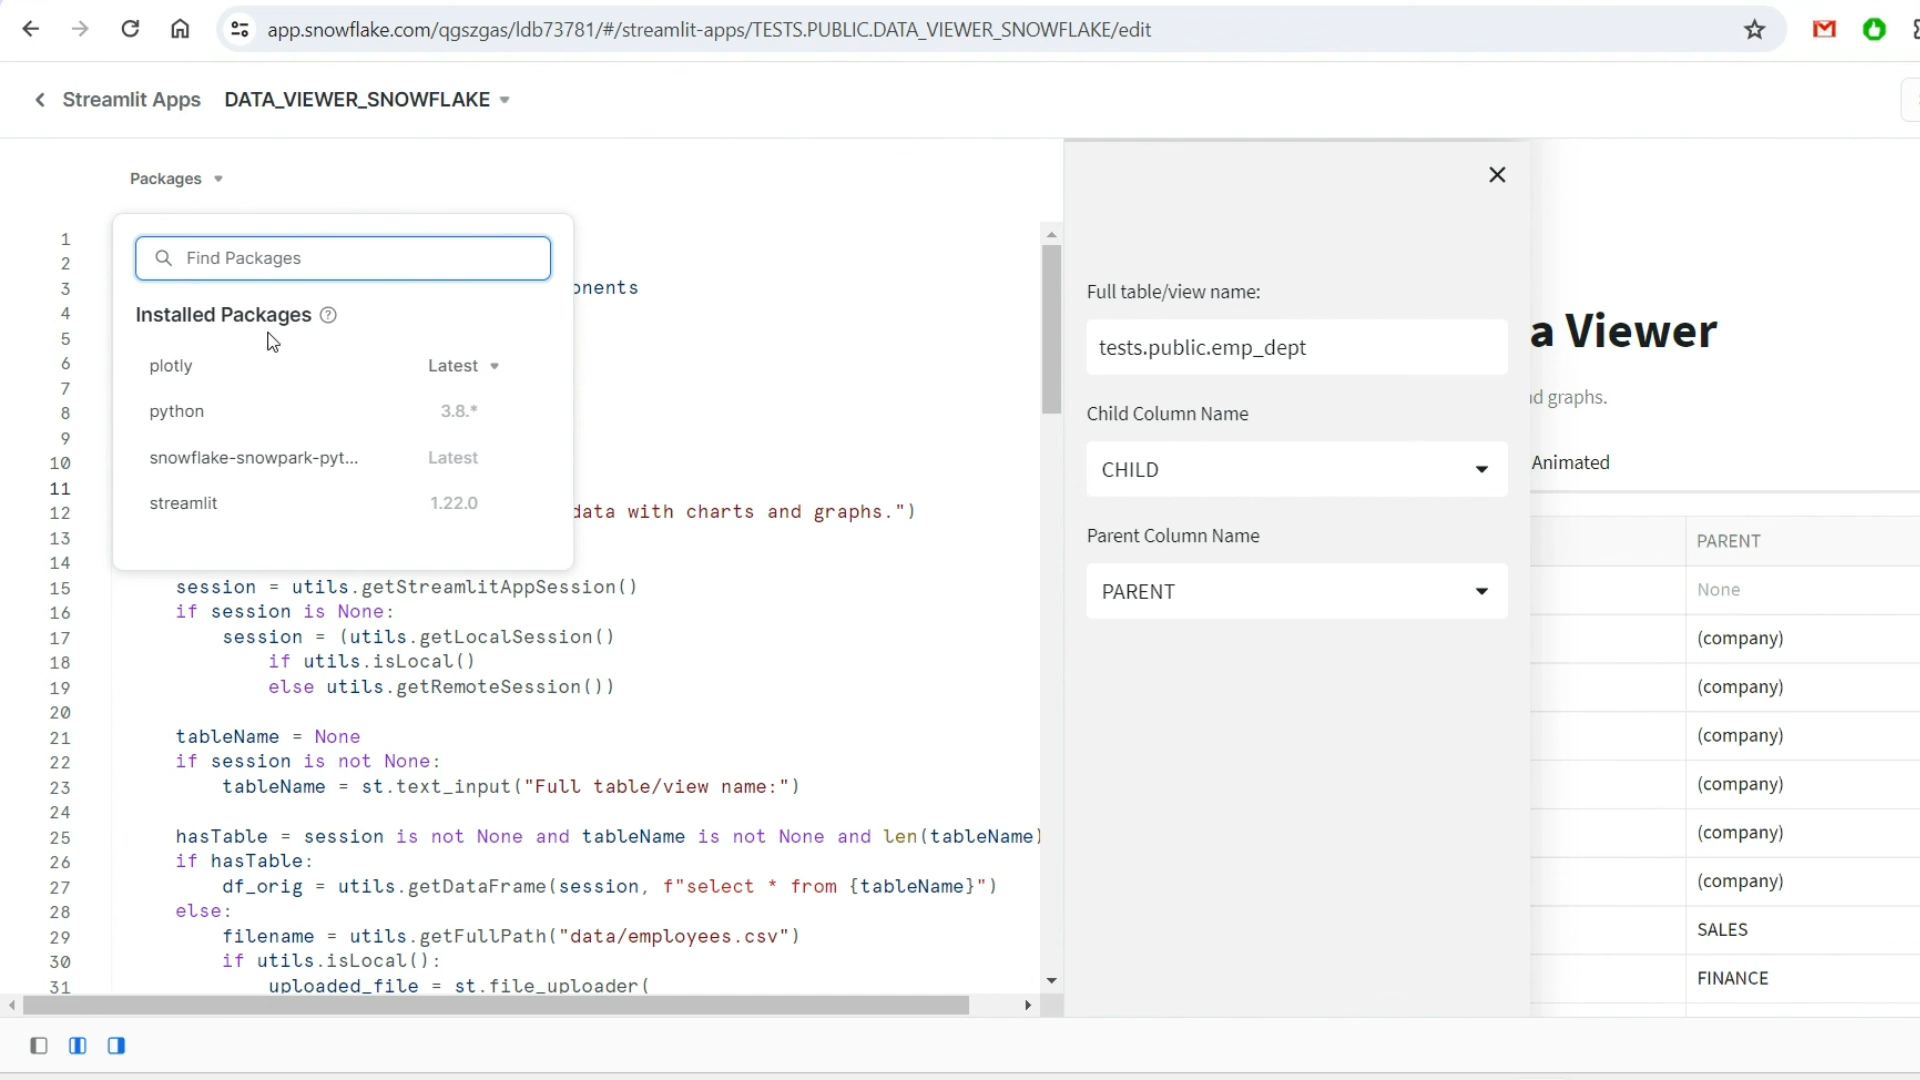 app.snowflake.com/qgszgas/ldb73781/#/streamlit-apps/TESTS.PUBLIC.DATA_VIEWER_SNOWFLAKE/edit
Streamlit Apps DATA_VIEWER_SNOWFLAKE
Packages
Find Packages
Installed Packages ?
plotly Latest
python 3.8.*
snowflake-snowpark-pyt... Latest
streamlit 1.22.0
1
2
3 onents
4
5
6
7
8
9
10
11
12 data with charts and graphs.")
13
14
15 session = utils.getStreamlitAppSession()
16 if session is None:
17 session = (utils.getLocalSession()
18 if utils.isLocal()
19 else utils.getRemoteSession())
20
21 tableName = None
22 if session is not None:
23 tableName = st.text_input("Full table/view name:")
24
25 hasTable = session is not None and tableName is not None and len(tableName)
26 if hasTable:
27 df_orig = utils.getDataFrame(session, f"select * from {tableName}")
28 else:
29 filename = utils.getFullPath("data/employees.csv")
30 if utils.isLocal():
31 uploaded_file = st.file_uploader(
Full table/view name:
tests.public.emp_dept
Child Column Name
CHILD
Parent Column Name
PARENT
a Viewer
nd graphs.
Animated
PARENT
None
(company)
(company)
(company)
(company)
(company)
(company)
SALES
FINANCE